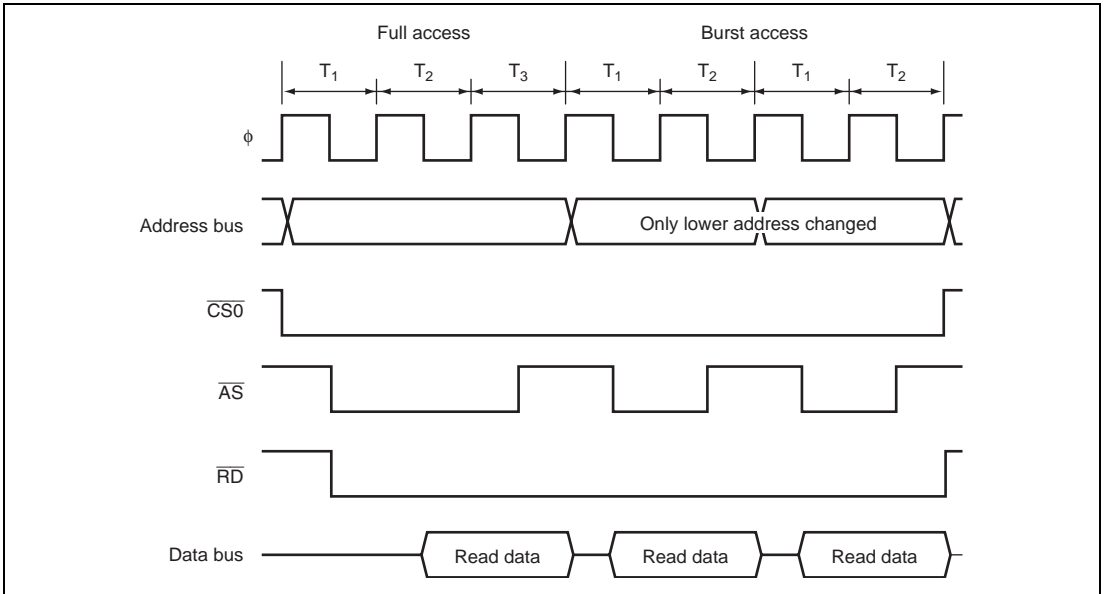 Full access Burst access
T1 T2 T3 T1 T2 T1 T2
ϕ
Address bus Only lower address changed
CS0
AS
RD
Data bus Read data Read data Read data